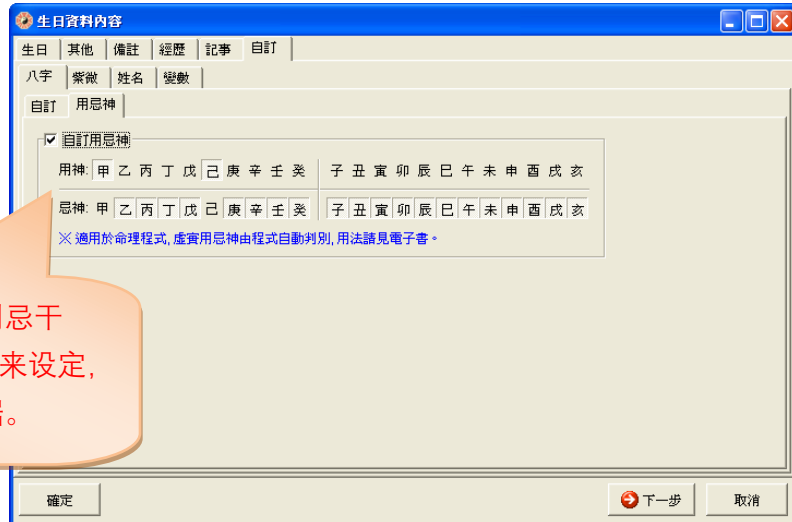 生日資料內容
生日 其他 備註 經歷 記事 自訂
八字 紫微 姓名 變數
自訂 用忌神
自訂用忌神
用神: 甲 乙 丙 丁 戊 己 庚 辛 壬 癸 子 丑 寅 卯 辰 巳 午 未 申 酉 戌 亥
忌神: 甲 乙 丙 丁 戊 己 庚 辛 壬 癸 子 丑 寅 卯 辰 巳 午 未 申 酉 戌 亥
※ 適用於命理程式, 虛實用忌神由程式自動判別, 用法請見電子書。
忌干
来设定,
。
確定 下一步 取消